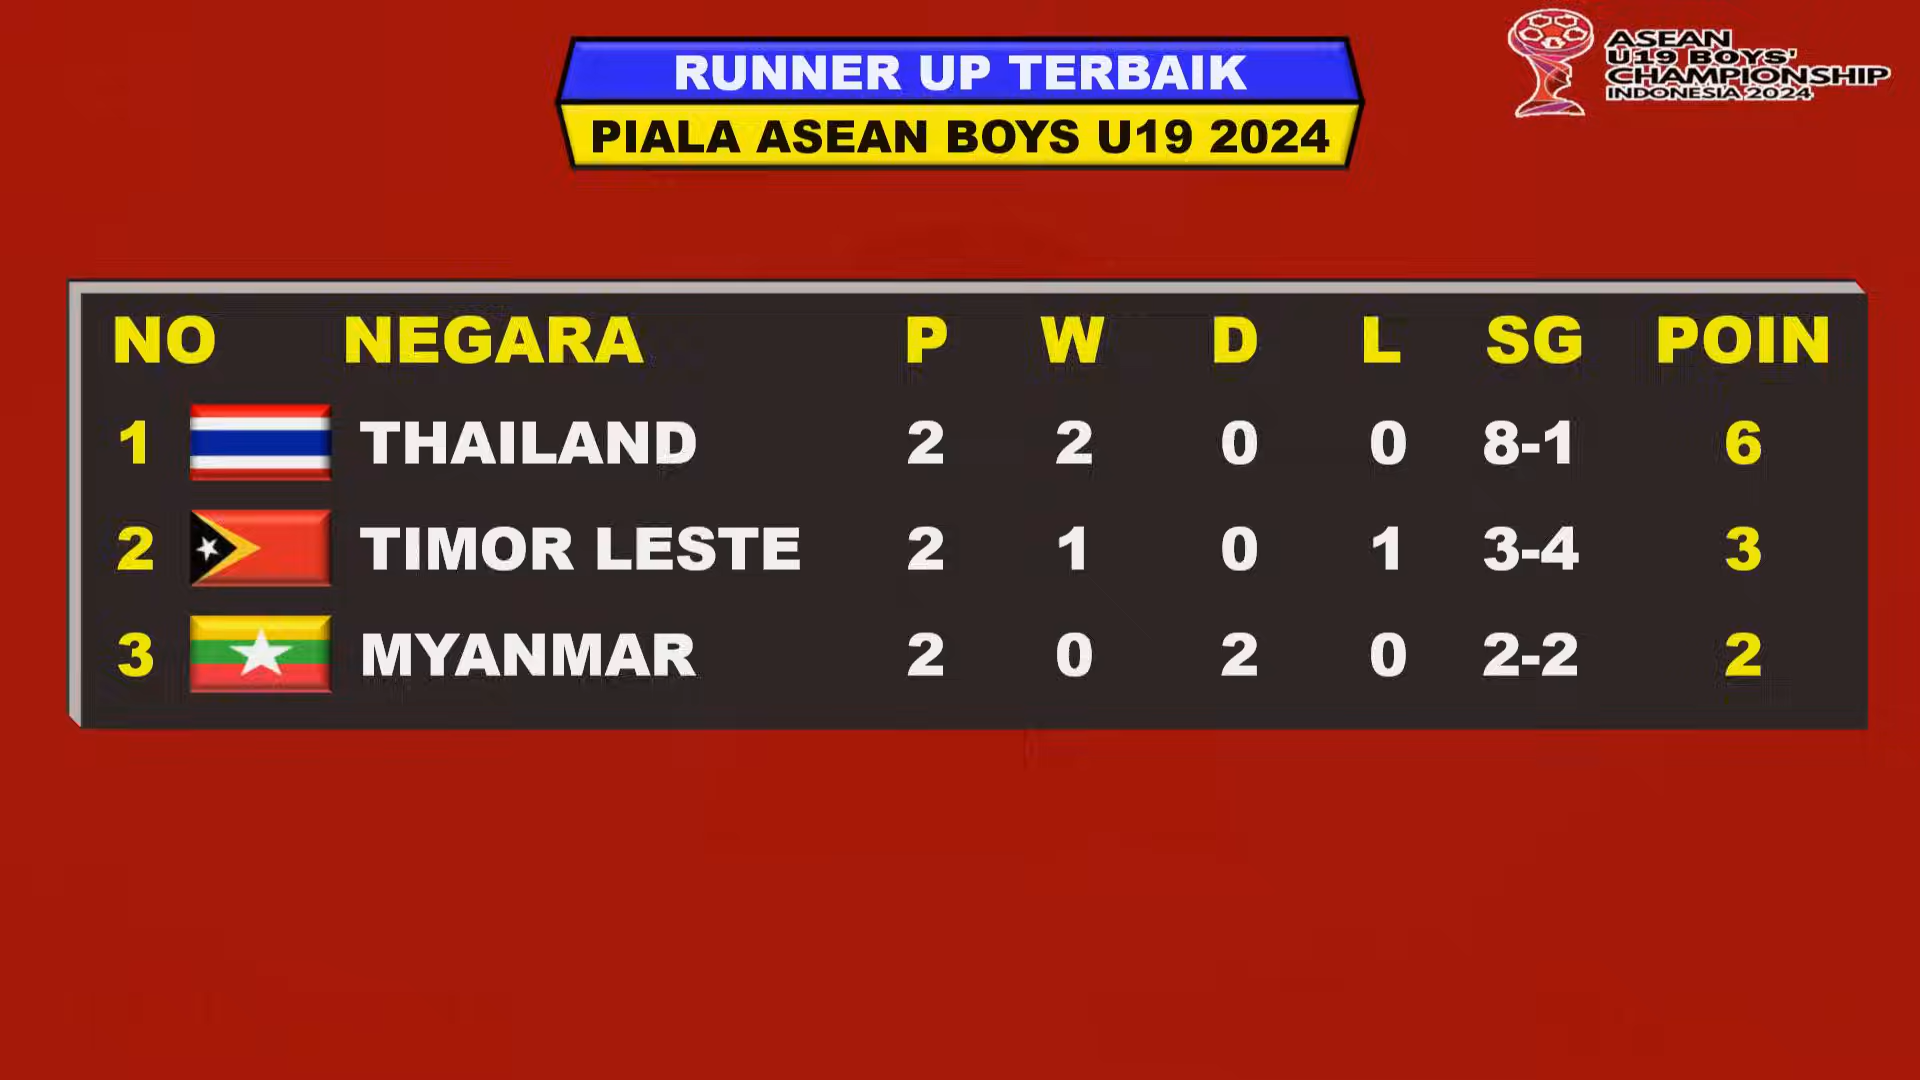 RUNNER UP TERBAIK
PIALA ASEAN BOYS U19 2024
ASEAN
U19 BOYS'
CHAMPIONSHIP
INDONESIA 2024
NO NEGARA P W D L SG POIN
1 THAILAND 2 2 0 0 8-1 6
2 TIMOR LESTE 2 1 0 1 3-4 3
3 MYANMAR 2 0 2 0 2-2 2